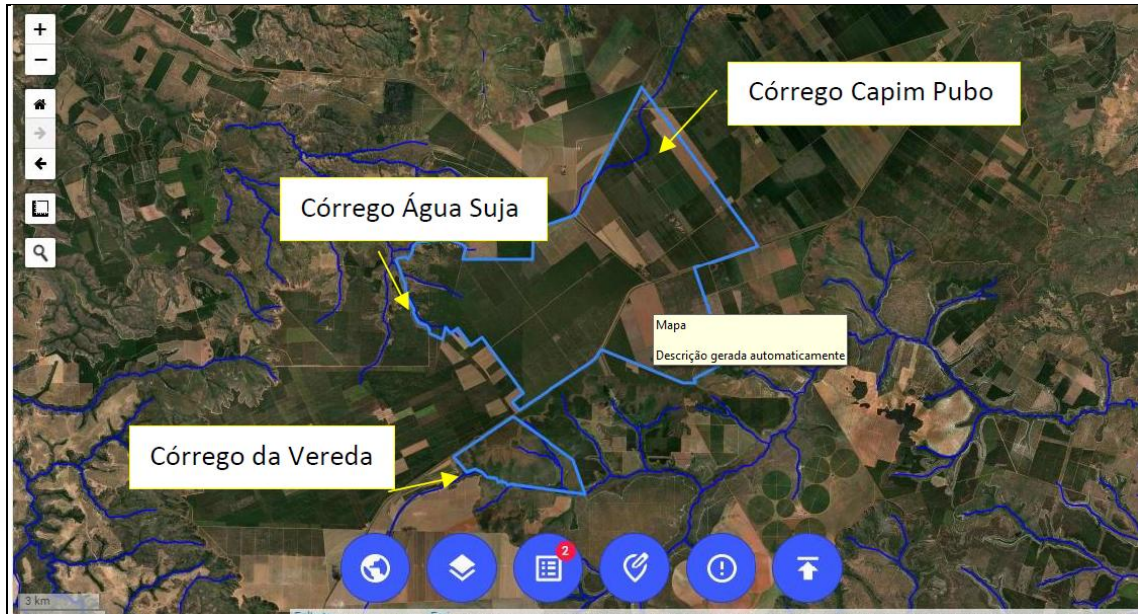 +
−
Córrego Capim Pubo
Córrego Água Suja
Mapa
Descrição gerada automaticamente
Córrego da Vereda
2
3 km